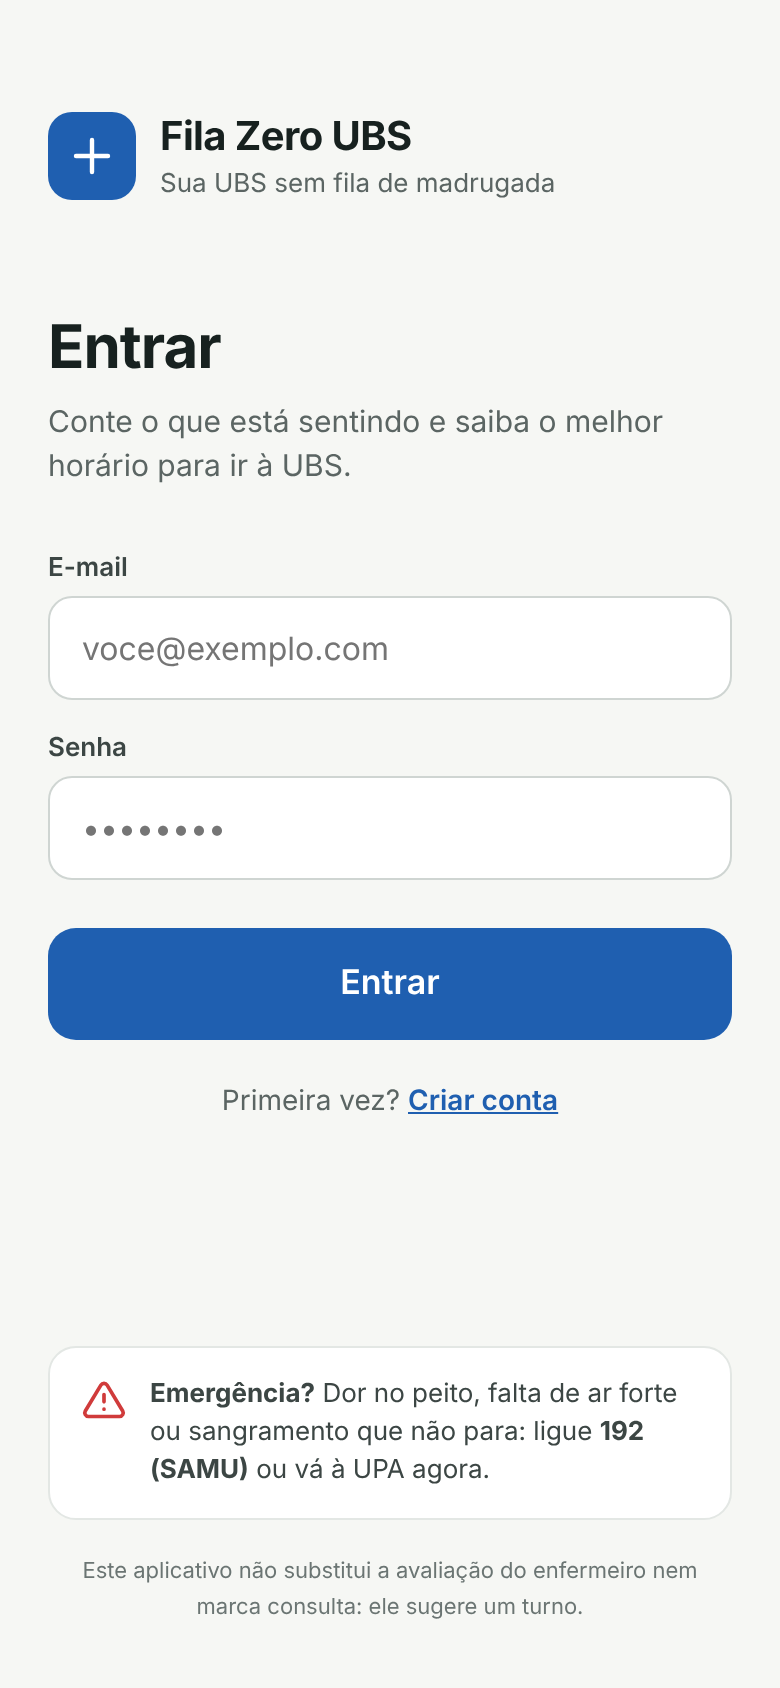 Fila Zero UBS
Sua UBS sem fila de madrugada
Entrar
Conte o que está sentindo e saiba o melhor
horário para ir à UBS.
E-mail
voce@exemplo.com
Senha
••••••••
Entrar
Primeira vez? Criar conta
Emergência? Dor no peito, falta de ar forte
ou sangramento que não para: ligue 192
(SAMU) ou vá à UPA agora.
Este aplicativo não substitui a avaliação do enfermeiro nem
marca consulta: ele sugere um turno.